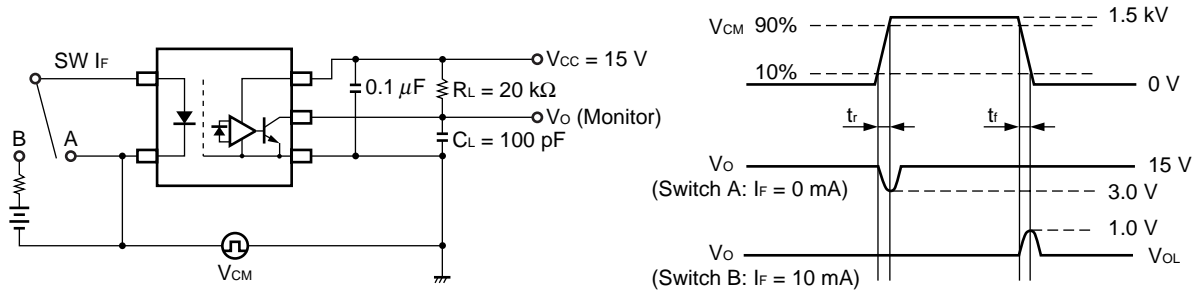 SW IF
B
A
0.1 μF
VCC = 15 V
RL = 20 kΩ
VO (Monitor)
CL = 100 pF
VCM
VCM 90%
10%
1.5 kV
0 V
tr
tf
VO
(Switch A: IF = 0 mA)
15 V
3.0 V
1.0 V
VO
(Switch B: IF = 10 mA)
VOL